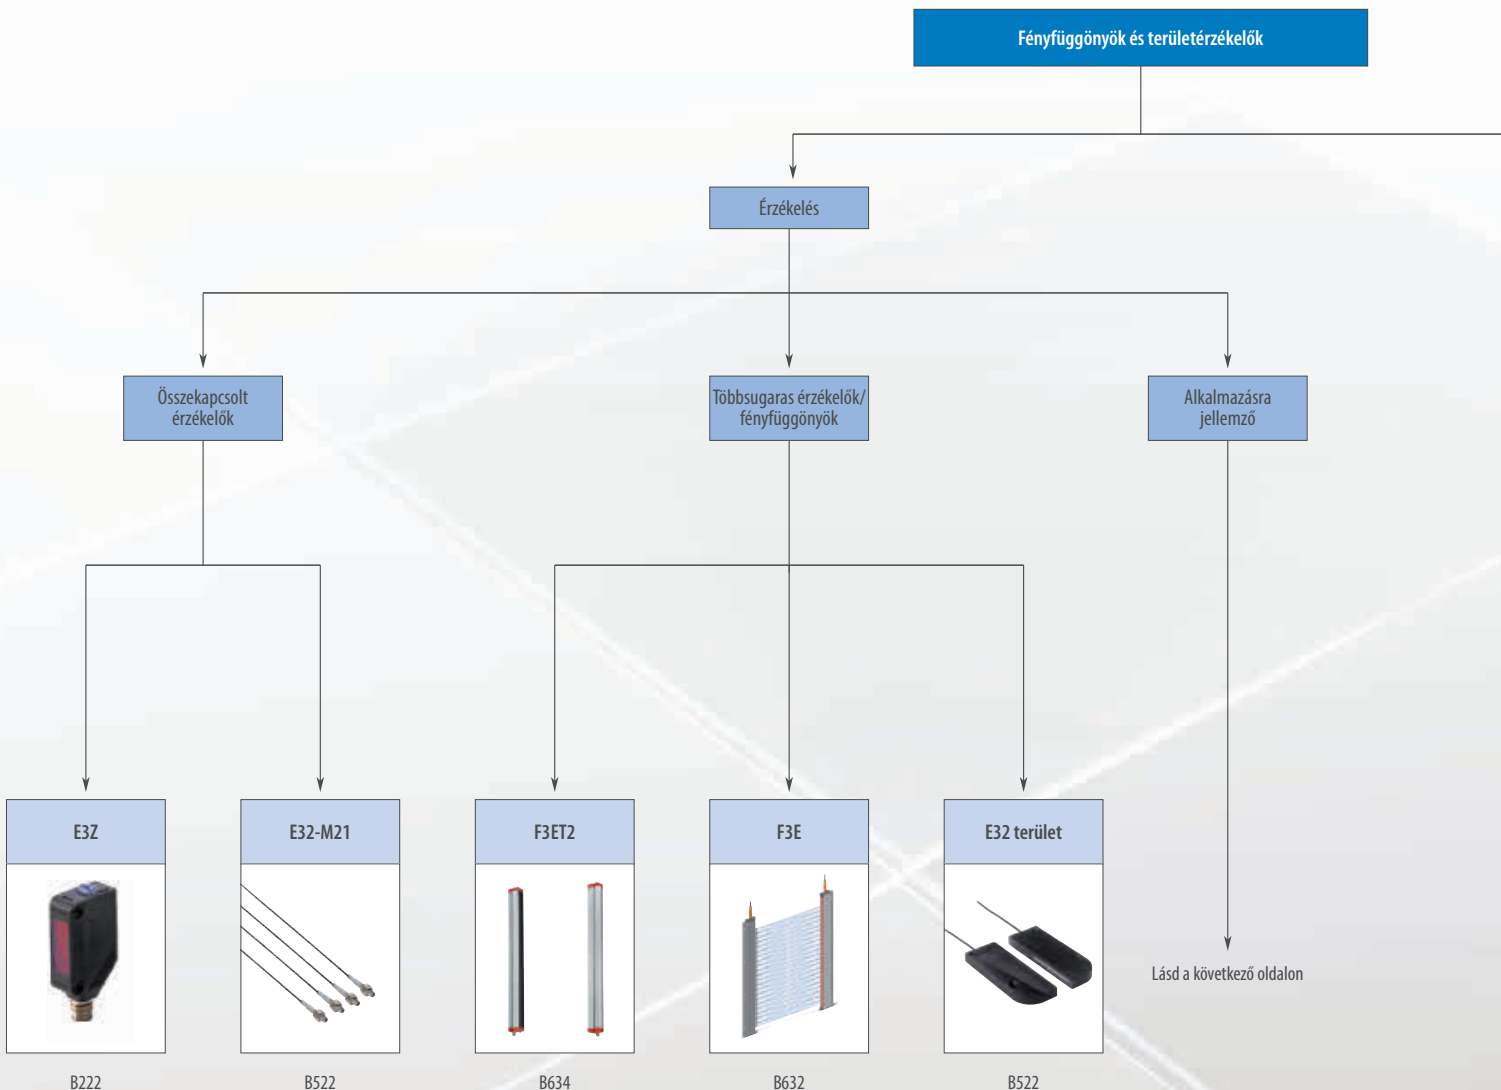 Fényfüggönyök és területérzékelők
Érzékelés
Összekapcsolt
érzékelők
Többsugaras érzékelők/
fényfüggönyök
Alkalmazásra
jellemző
E3Z
E32-M21
F3ET2
F3E
E32 terület
Lásd a következő oldalon
B222
B522
B634
B632
B522